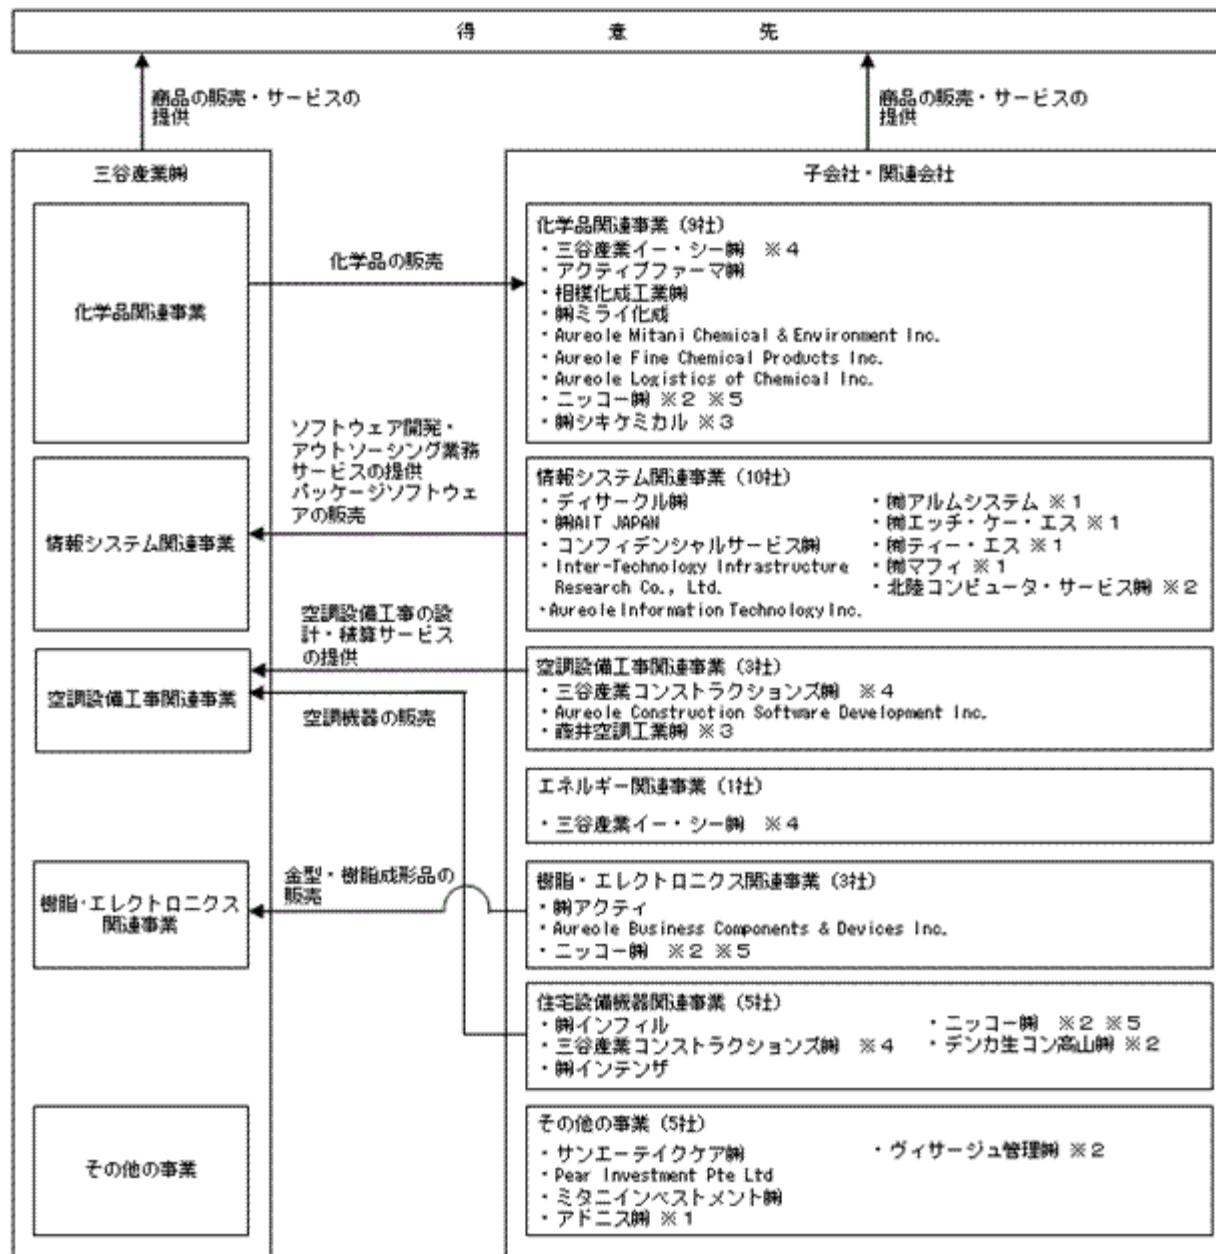 得意先
商品の販売・サービスの
提供
商品の販売・サービスの
提供
三谷産業㈱
化学品関連事業
情報システム関連事業
空調設備工事関連事業
樹脂・エレクトロニクス
関連事業
その他の事業
化学品の販売
ソフトウェア開発・
アウトソーシング業務
サービスの提供
パッケージソフトウェ
アの販売
空調設備工事の設
計・積算サービス
の提供
空調機器の販売
金型・樹脂成形品の
販売
子会社・関連会社
化学品関連事業（9社）
・三谷産業イー・シー㈱ ※４
・アクティブファーマ㈱
・相模化成工業㈱
・㈱ミライ化成
・Aureole Mitani Chemical & Environment Inc.
・Aureole Fine Chemical Products Inc.
・Aureole Logistics of Chemical Inc.
・ニッコー㈱ ※２ ※５
・㈱シキケミカル ※３
情報システム関連事業（10社）
・ディサークル㈱
・㈱AIT JAPAN
・コンフィデンシャルサービス㈱
・Inter-Technology Infrastructure
Research Co., Ltd.
・Aureole Information Technology Inc.
・㈲アルムシステム ※１
・㈲エッチ・ケー・エス ※１
・㈲ティー・エス ※１
・㈲マフィ ※１
・北陸コンピュータ・サービス㈱ ※２
空調設備工事関連事業（3社）
・三谷産業コンストラクションズ㈱ ※４
・Aureole Construction Software Development Inc.
・藤井空調工業㈱ ※３
エネルギー関連事業（1社）
・三谷産業イー・シー㈱ ※４
樹脂・エレクトロニクス関連事業（3社）
・㈱アクティ
・Aureole Business Components & Devices Inc.
・ニッコー㈱ ※２ ※５
住宅設備機器関連事業（5社）
・㈱インフィル
・三谷産業コンストラクションズ㈱ ※４
・㈱インテンザ
・ニッコー㈱ ※２ ※５
・デンカ生コン高山㈱ ※２
その他の事業（5社）
・サンエーテイクケア㈱
・Pear Investment Pte Ltd
・ミタニインベストメント㈱
・アドニス㈱ ※１
・ヴィサージュ管理㈱ ※２